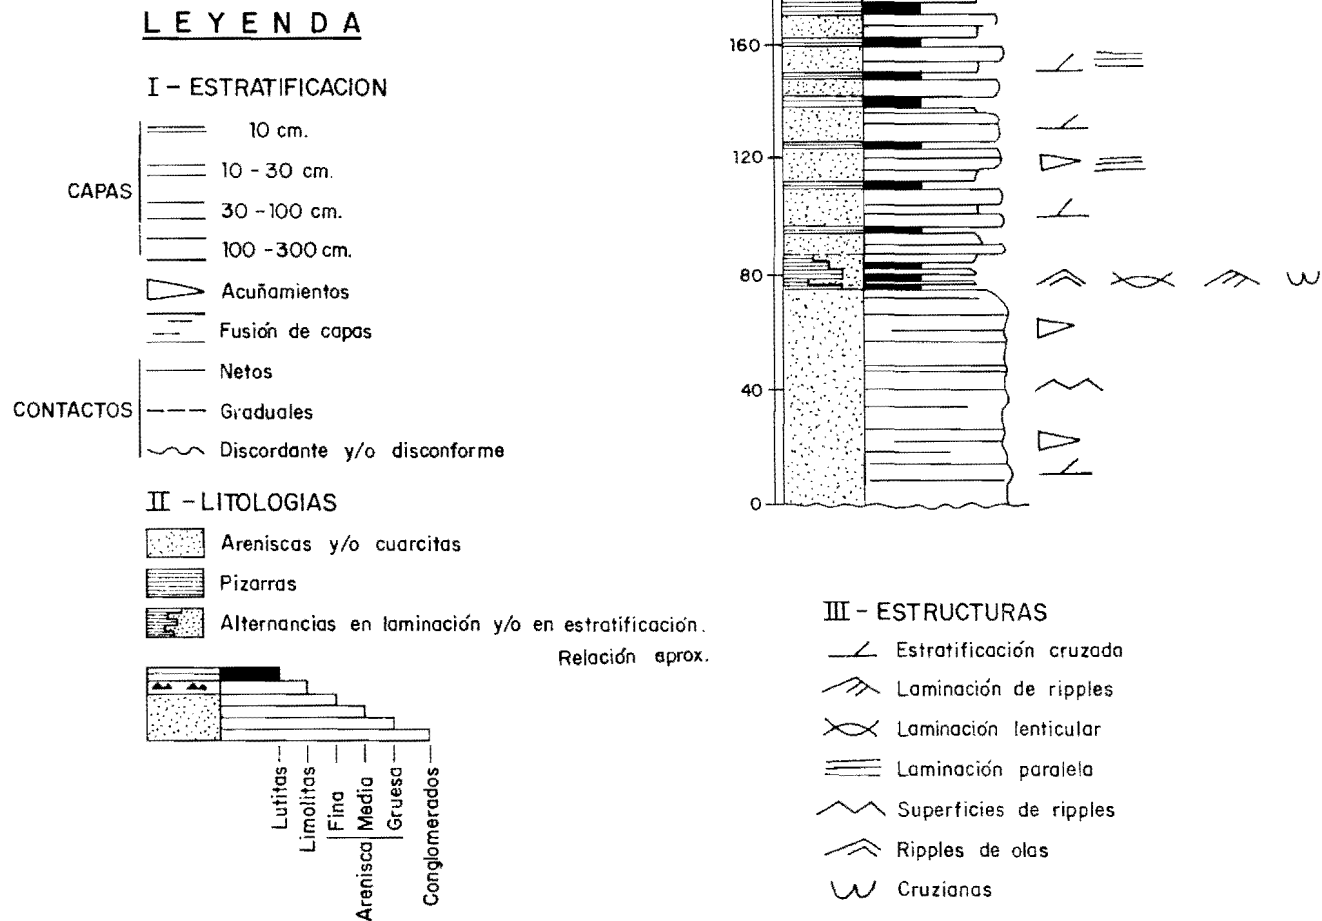 LEYENDA
I - ESTRATIFICACION
CAPAS
10 cm.
10 - 30 cm.
30 - 100 cm.
100 - 300 cm.
Acuñamientos
Fusión de capas
CONTACTOS
Netos
Graduales
Discordante y/o disconforme
II - LITOLOGIAS
Areniscas y/o cuarcitas
Pizarras
Alternancias en laminación y/o en estratificación.
Relación aprox.
Lutitas
Limolitas
Fina
Media
Gruesa
Arenisca
Conglomerados
160
120
80
40
0
III - ESTRUCTURAS
Estratificación cruzada
Laminación de ripples
Laminación lenticular
Laminación paralela
Superficies de ripples
Ripples de olas
Cruzianas